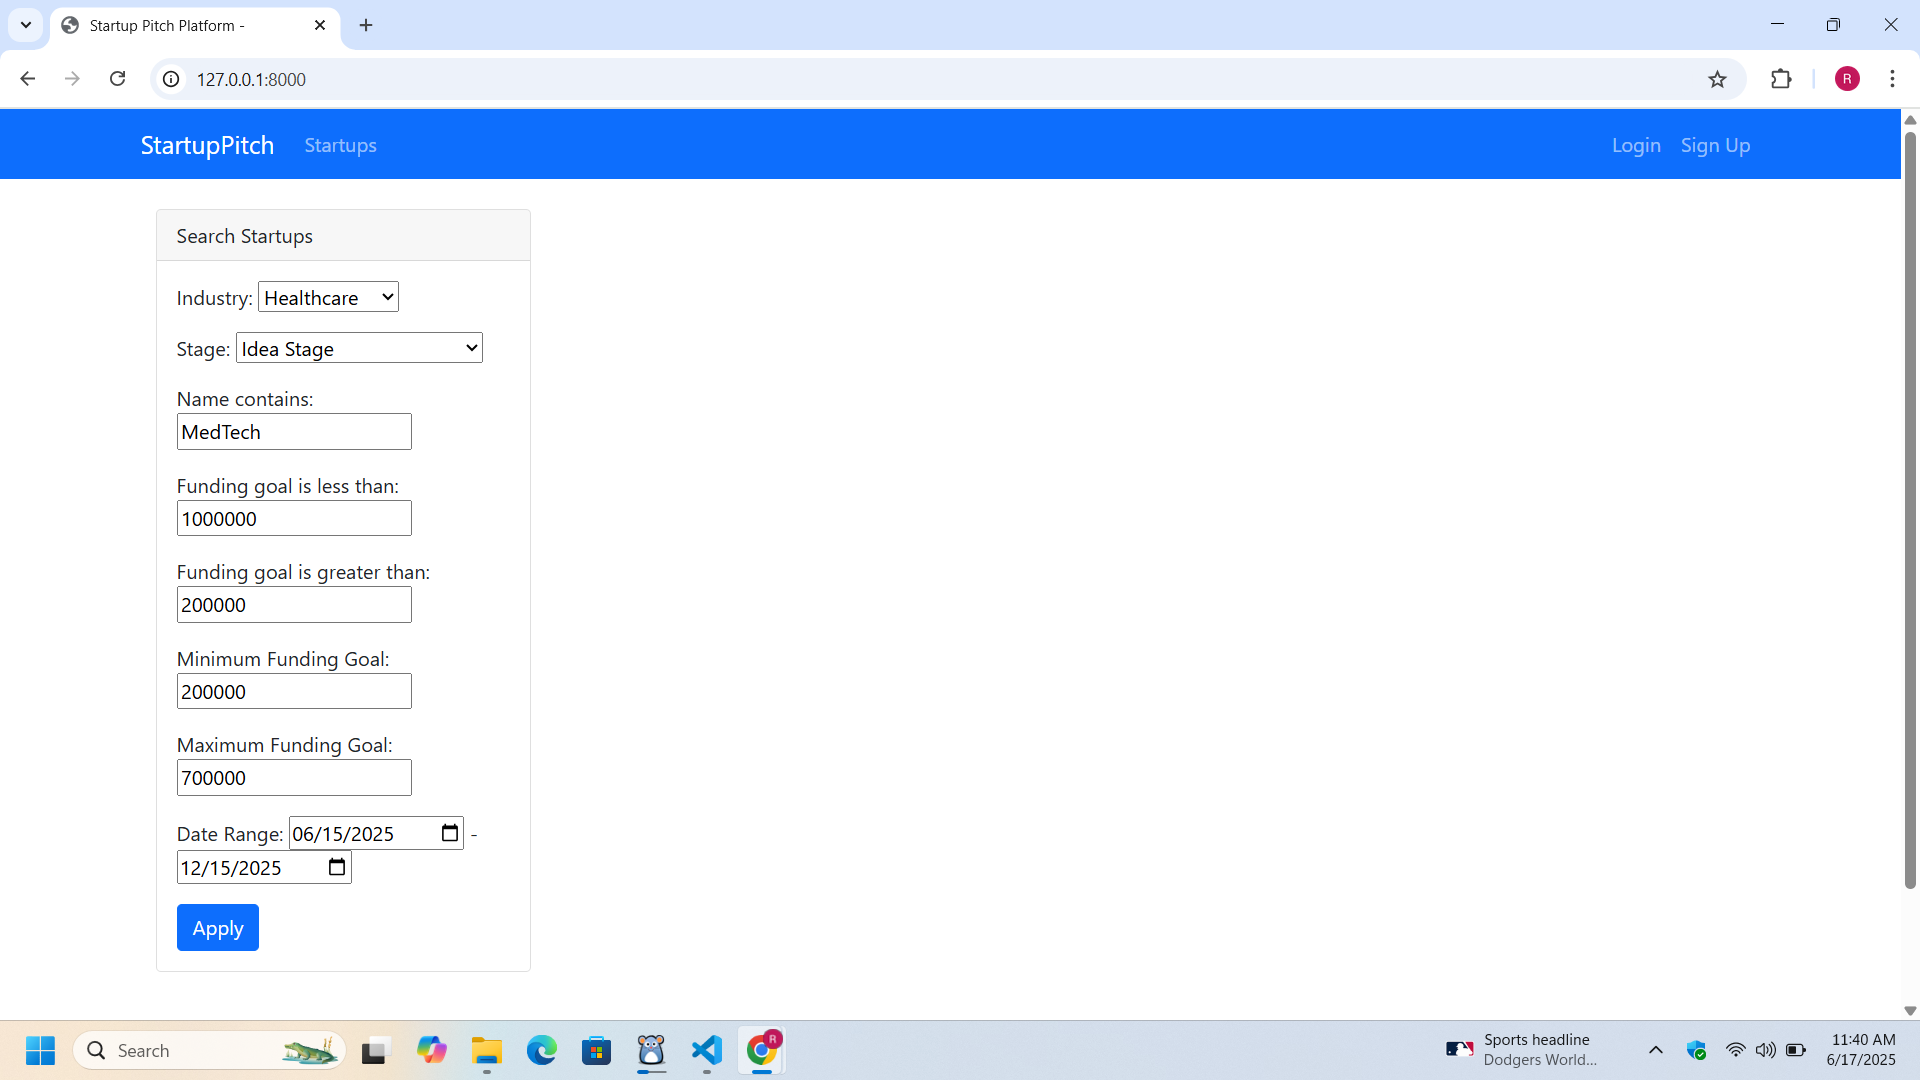 Startup Pitch Platform -
127.0.0.1:8000
R
StartupPitch Startups Login Sign Up
Search Startups
Industry: Healthcare
Stage: Idea Stage
Name contains:
MedTech
Funding goal is less than:
1000000
Funding goal is greater than:
200000
Minimum Funding Goal:
200000
Maximum Funding Goal:
700000
Date Range: 06/15/2025 -
12/15/2025
Apply
Search
R
Sports headline
Dodgers World...
11:40 AM
6/17/2025